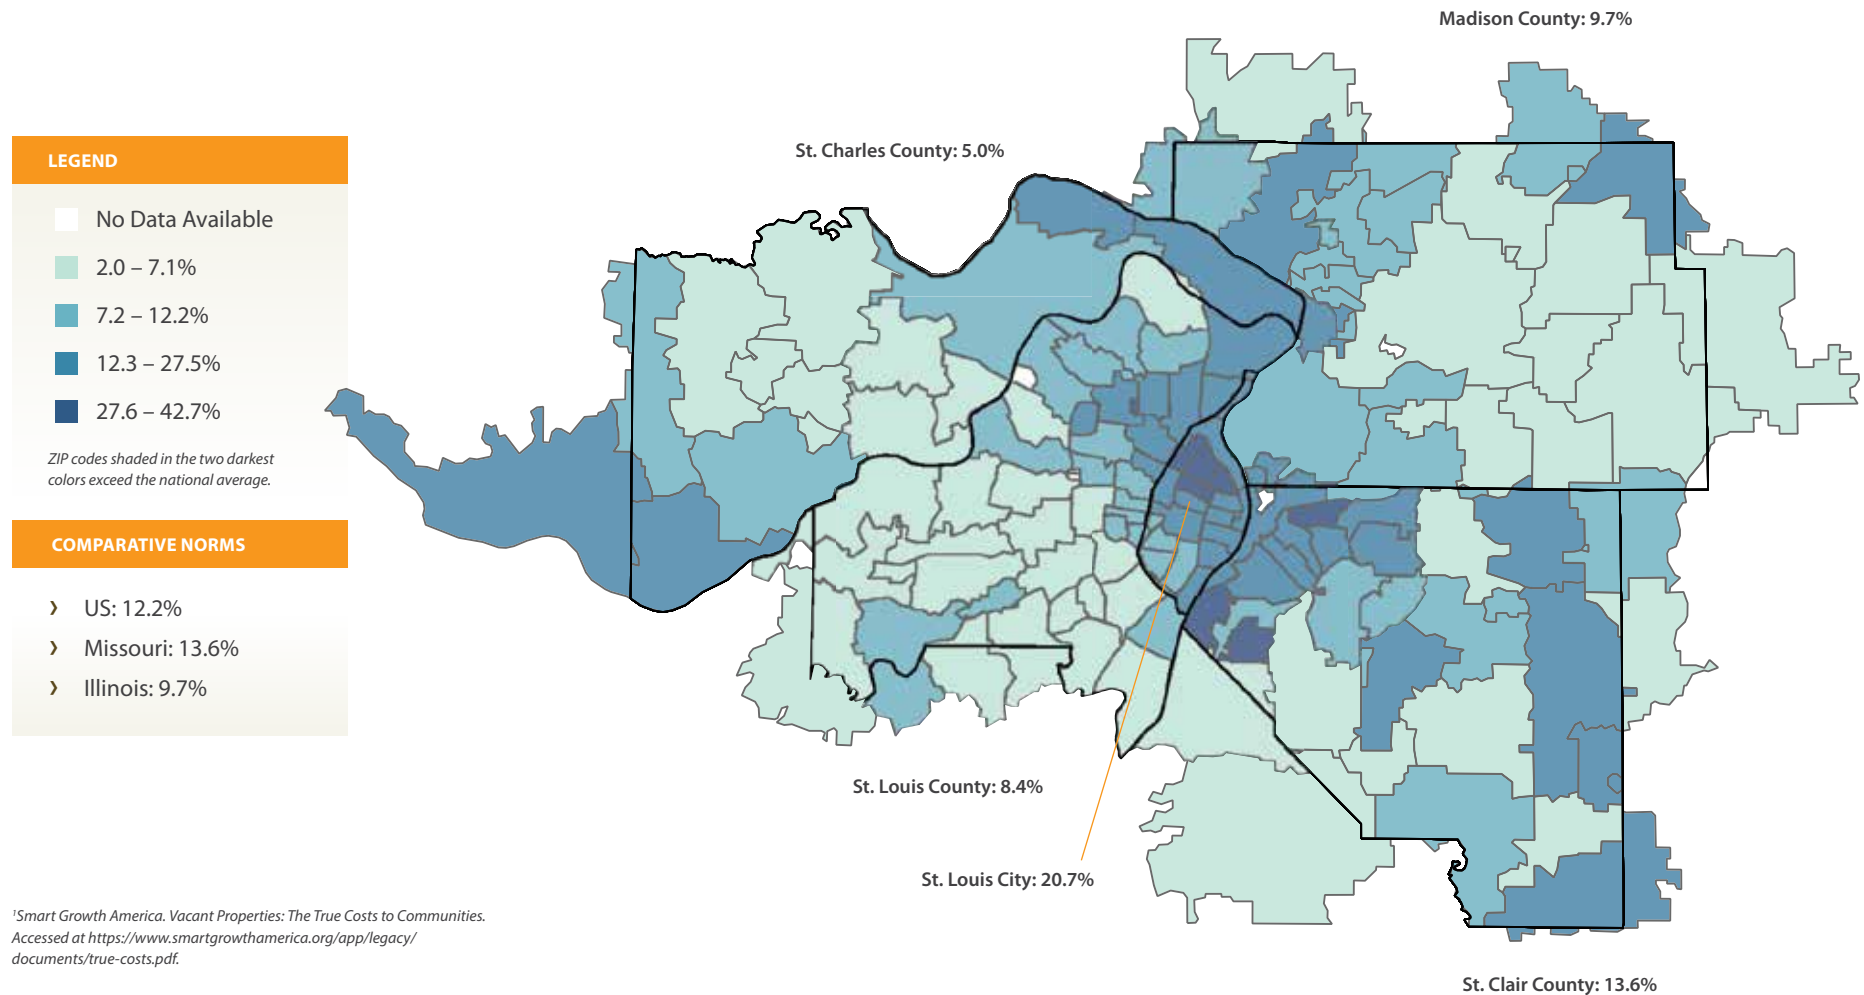 Madison County: 9.7%
St. Charles County: 5.0%
LEGEND
No Data Available
2.0 – 7.1%
7.2 – 12.2%
12.3 – 27.5%
27.6 – 42.7%
ZIP codes shaded in the two darkest
colors exceed the national average.
COMPARATIVE NORMS
› US: 12.2%
› Missouri: 13.6%
› Illinois: 9.7%
St. Louis County: 8.4%
St. Louis City: 20.7%
¹Smart Growth America. Vacant Properties: The True Costs to Communities.
Accessed at https://www.smartgrowthamerica.org/app/legacy/
documents/true-costs.pdf.
St. Clair County: 13.6%